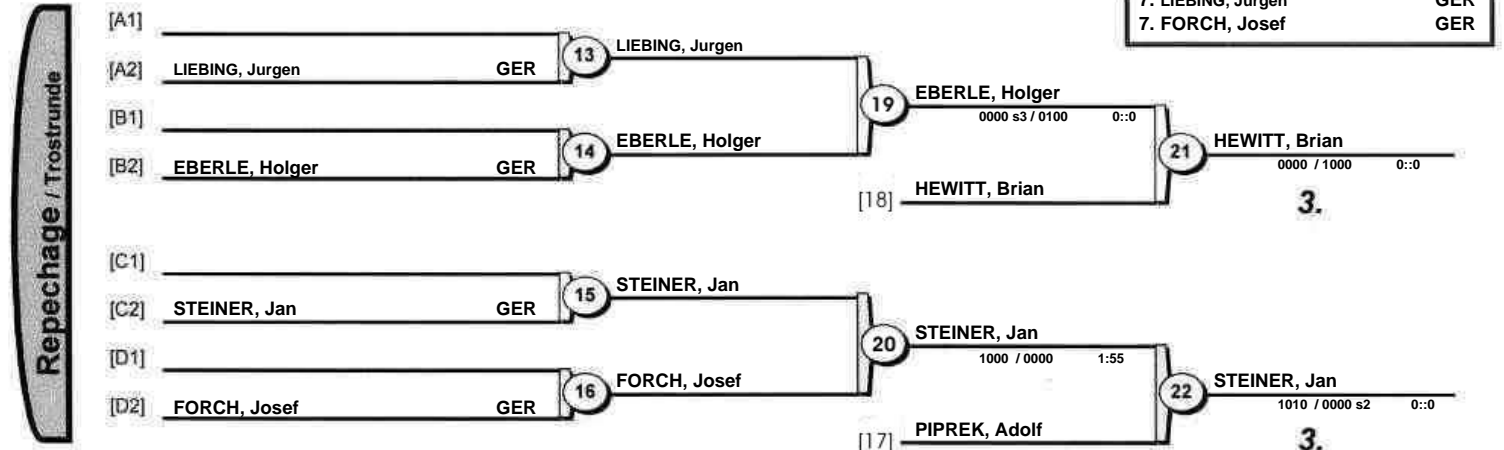 7. LIEBING, Jurgen GER
7. FORCH, Josef GER
Repechage / Trostrunde
[A1]
[A2] LIEBING, Jurgen GER
13 LIEBING, Jurgen
[B1]
[B2] EBERLE, Holger GER
14 EBERLE, Holger
19 EBERLE, Holger
0000 s3 / 0100 0::0
[18] HEWITT, Brian
21 HEWITT, Brian
0000 / 1000 0::0
3.
[C1]
[C2] STEINER, Jan GER
15 STEINER, Jan
[D1]
[D2] FORCH, Josef GER
16 FORCH, Josef
20 STEINER, Jan
1000 / 0000 1:55
[17] PIPREK, Adolf
22 STEINER, Jan
1010 / 0000 s2 0::0
3.